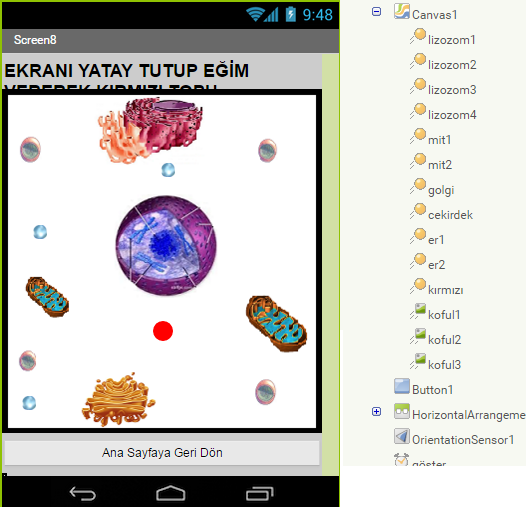 9:48
Screen8
EKRANI YATAY TUTUP EĞİM
VEREREK KIRMIZI TOPU
Ana Sayfaya Geri Dön
Canvas1
lizozom1
lizozom2
lizozom3
lizozom4
mit1
mit2
golgi
cekirdek
er1
er2
kırmızı
koful1
koful2
koful3
Button1
HorizontalArrangeme
OrientationSensor1
göster